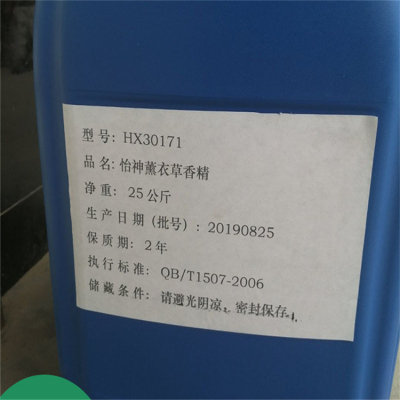 型号: HX30171
品名: 怡神薰衣草香精
净重: 25公斤
生产日期（批号）: 20190825
保质期: 2年
执行标准: QB/T1507-2006
储藏条件: 请避光阴凉, 密封保存.